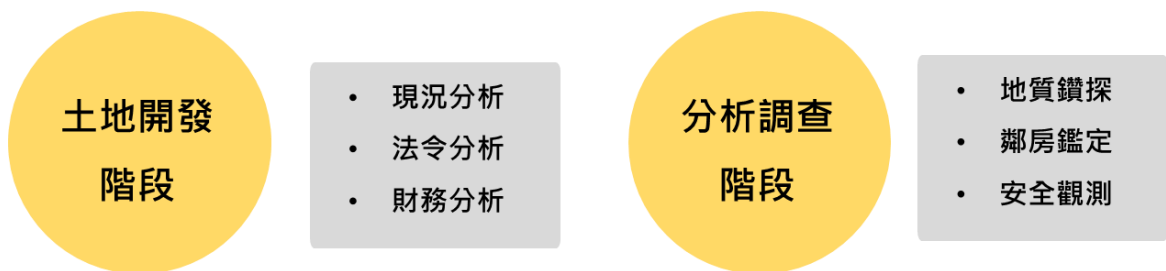 土地開發
階段
• 現況分析
• 法令分析
• 財務分析
分析調查
階段
• 地質鑽探
• 鄰房鑑定
• 安全觀測